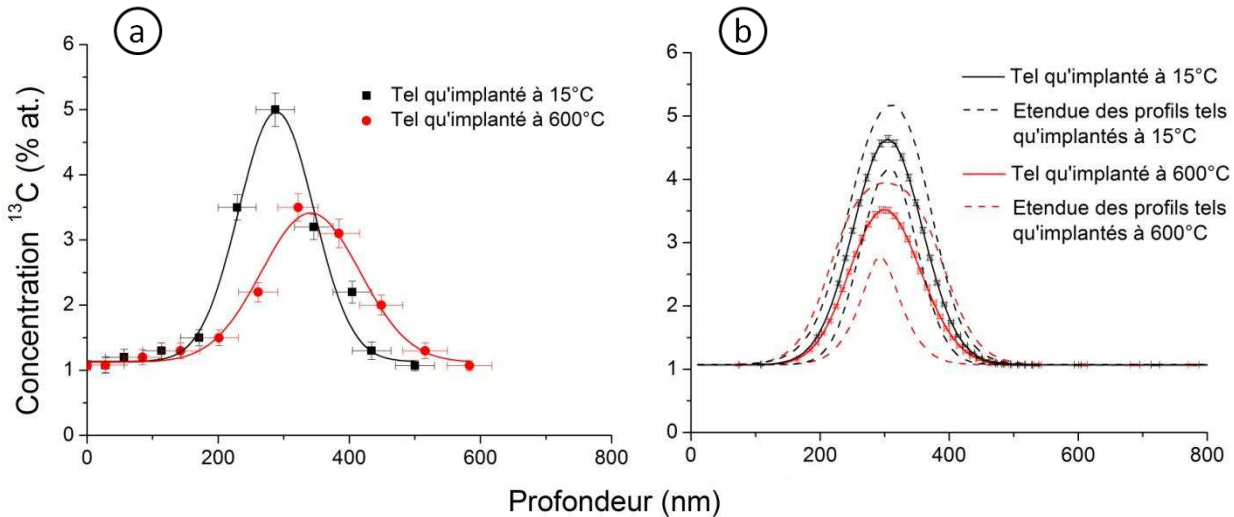 a
b
6
5
4
3
2
1
0
Concentration ¹³C (% at.)
Tel qu'implanté à 15°C
Tel qu'implanté à 600°C
0
200
400
600
800
6
5
4
3
2
1
0
Tel qu'implanté à 15°C
Etendue des profils tels
qu'implantés à 15°C
Tel qu'implanté à 600°C
Etendue des profils tels
qu'implantés à 600°C
0
200
400
600
800
Profondeur (nm)